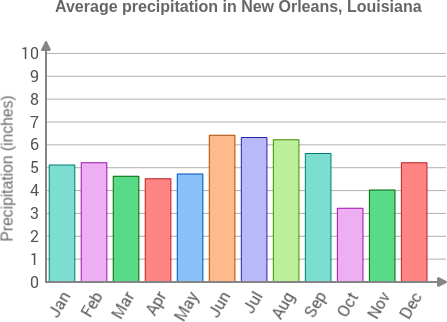 Average precipitation in New Orleans, Louisiana
Precipitation (inches)
10
9
8
7
6
5
4
3
2
1
0
Jan
Feb
Mar
Apr
May
Jun
Jul
Aug
Sep
Oct
Nov
Dec